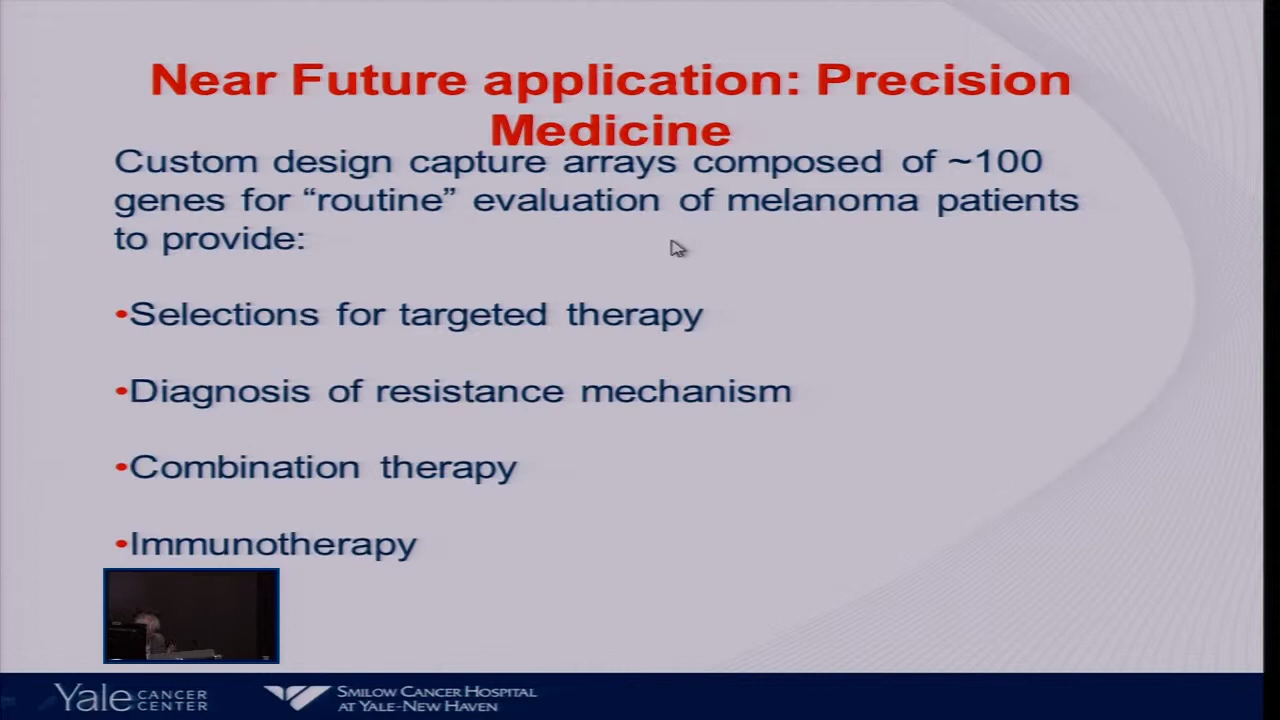 Near Future application: Precision
Medicine
Custom design capture arrays composed of ~100
genes for “routine” evaluation of melanoma patients
to provide:
•Selections for targeted therapy
•Diagnosis of resistance mechanism
•Combination therapy
•Immunotherapy
Yale CANCER CENTER
SMILOW CANCER HOSPITAL
AT YALE-NEW HAVEN